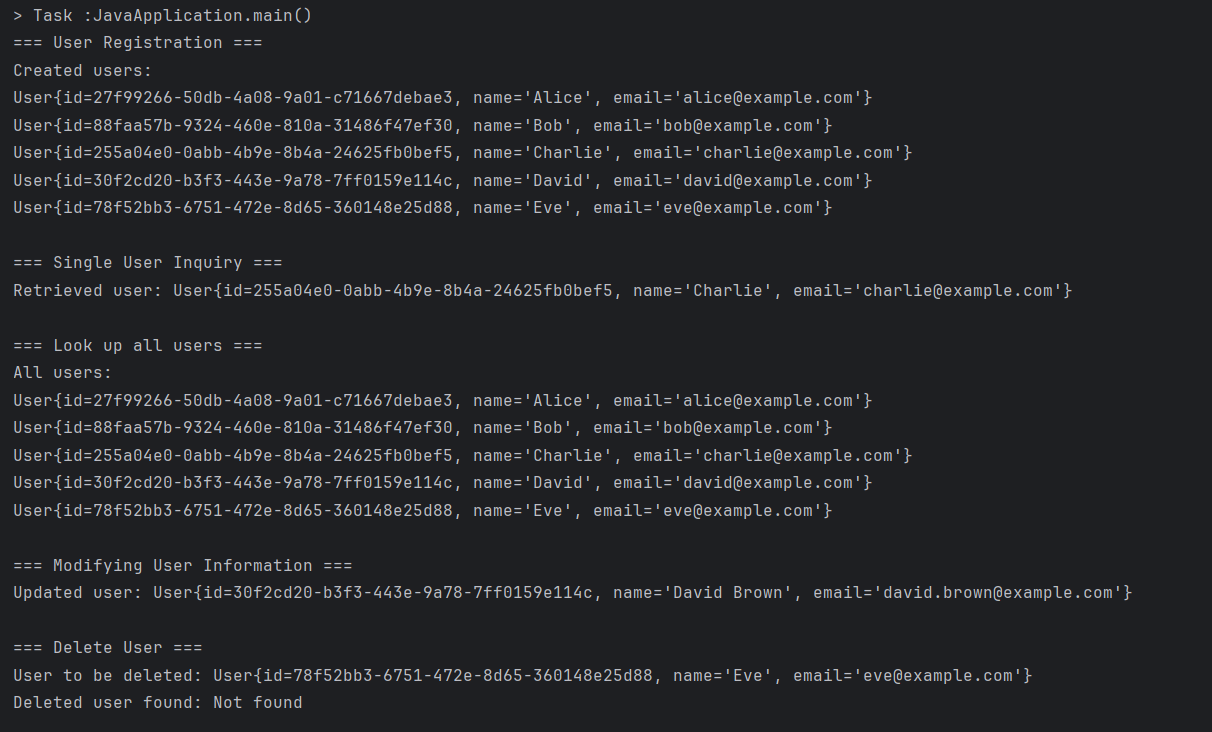 > Task :JavaApplication.main()
=== User Registration ===
Created users:
User{id=27f99266-50db-4a08-9a01-c71667debae3, name='Alice', email='alice@example.com'}
User{id=88faa57b-9324-460e-810a-31486f47ef30, name='Bob', email='bob@example.com'}
User{id=255a04e0-0abb-4b9e-8b4a-24625fb0bef5, name='Charlie', email='charlie@example.com'}
User{id=30f2cd20-b3f3-443e-9a78-7ff0159e114c, name='David', email='david@example.com'}
User{id=78f52bb3-6751-472e-8d65-360148e25d88, name='Eve', email='eve@example.com'}

=== Single User Inquiry ===
Retrieved user: User{id=255a04e0-0abb-4b9e-8b4a-24625fb0bef5, name='Charlie', email='charlie@example.com'}

=== Look up all users ===
All users:
User{id=27f99266-50db-4a08-9a01-c71667debae3, name='Alice', email='alice@example.com'}
User{id=88faa57b-9324-460e-810a-31486f47ef30, name='Bob', email='bob@example.com'}
User{id=255a04e0-0abb-4b9e-8b4a-24625fb0bef5, name='Charlie', email='charlie@example.com'}
User{id=30f2cd20-b3f3-443e-9a78-7ff0159e114c, name='David', email='david@example.com'}
User{id=78f52bb3-6751-472e-8d65-360148e25d88, name='Eve', email='eve@example.com'}

=== Modifying User Information ===
Updated user: User{id=30f2cd20-b3f3-443e-9a78-7ff0159e114c, name='David Brown', email='david.brown@example.com'}

=== Delete User ===
User to be deleted: User{id=78f52bb3-6751-472e-8d65-360148e25d88, name='Eve', email='eve@example.com'}
Deleted user found: Not found